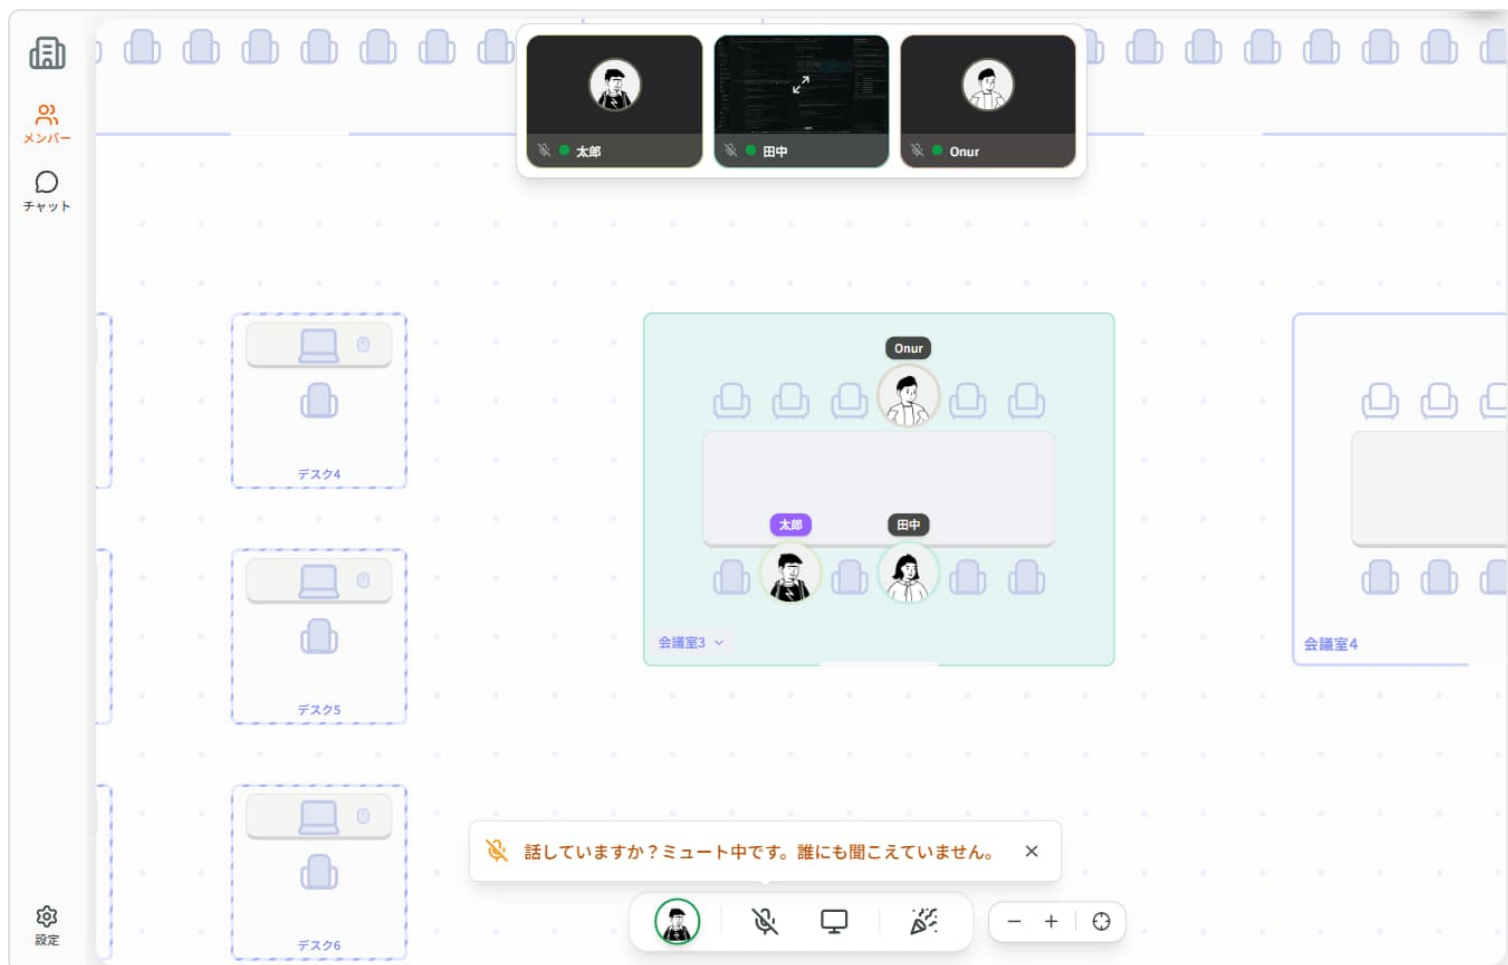 メンバー
チャット
太郎
田中
Onur
デスク4
Onur
太郎
田中
会議室3
会議室4
デスク5
話していますか？ミュート中です。誰にも聞こえていません。
デスク6
設定